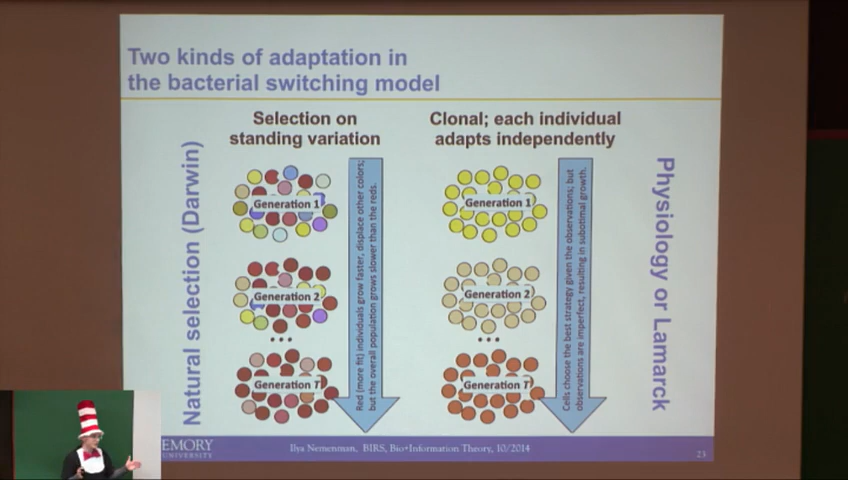 Two kinds of adaptation in
the bacterial switching model
Selection on
standing variation
Clonal; each individual
adapts independently
Natural selection (Darwin)
Generation 1
Generation 2
...
Generation T
Red (more fit) individuals grow faster, displace other colors;
but the overall population grows slower than the reds.
Generation 1
Generation 2
...
Generation T
Cells choose the best strategy given the observations; but
observations are imperfect, resulting in subotimal growth.
Physiology or Lamarck
EMORY
UNIVERSITY
Ilya Nemenman, BIRS, Bio•Information Theory, 10/2014
23